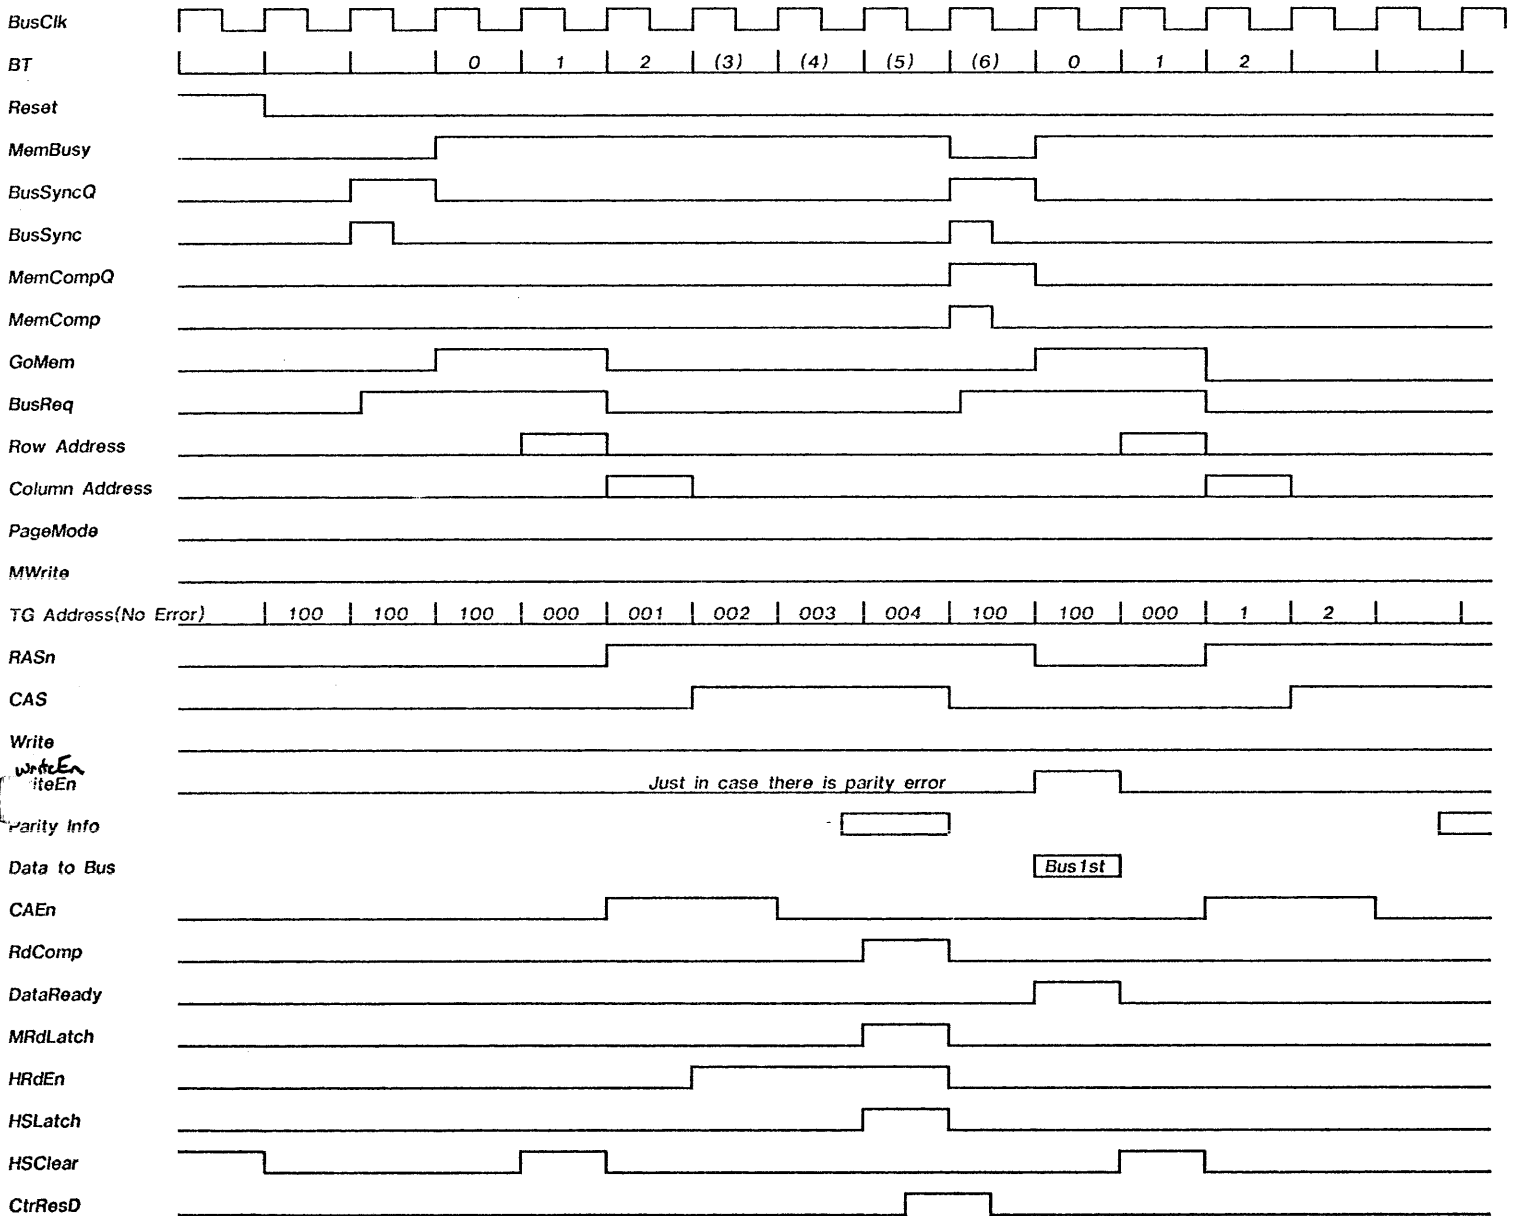 BusClk
BT 0 1 2 (3) (4) (5) (6) 0 1 2
Reset
MemBusy
BusSyncQ
BusSync
MemCompQ
MemComp
GoMem
BusReq
Row Address
Column Address
PageMode
MWrite
TG Address(No Error) 100 100 100 000 001 002 003 004 100 100 000 1 2
RASn
CAS
Write
WriteEn
iteEn Just in case there is parity error
Parity Info
Data to Bus Bus1st
CAEn
RdComp
DataReady
MRdLatch
HRdEn
HSLatch
HSClear
CtrResD